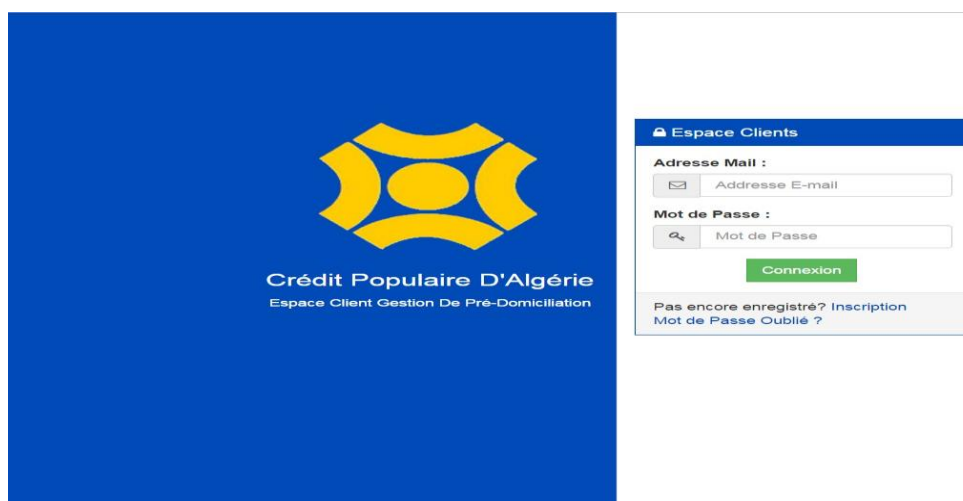 Crédit Populaire D'Algérie
Espace Client Gestion De Pré-Domiciliation
Espace Clients
Adresse Mail :
Addresse E-mail
Mot de Passe :
Mot de Passe
Connexion
Pas encore enregistré? Inscription
Mot de Passe Oublié ?